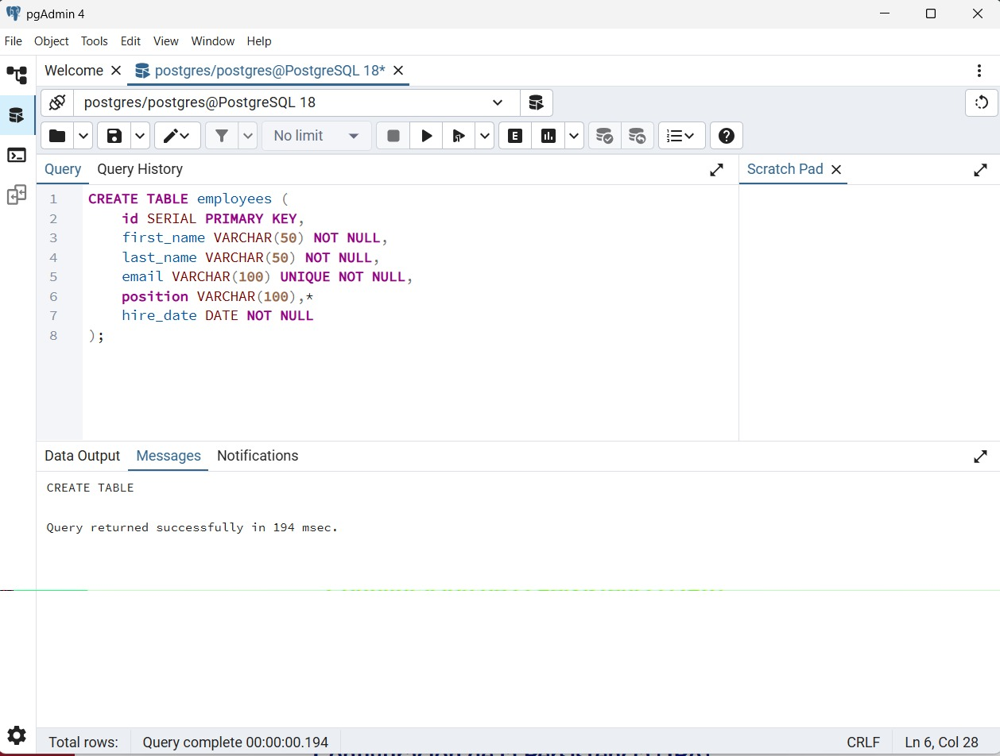 pgAdmin 4
File Object Tools Edit View Window Help
Welcome postgres/postgres@PostgreSQL 18*
postgres/postgres@PostgreSQL 18
No limit
E
Query Query History Scratch Pad
1 CREATE TABLE employees (
2 id SERIAL PRIMARY KEY,
3 first_name VARCHAR(50) NOT NULL,
4 last_name VARCHAR(50) NOT NULL,
5 email VARCHAR(100) UNIQUE NOT NULL,
6 position VARCHAR(100),*
7 hire_date DATE NOT NULL
8 );
Data Output Messages Notifications
CREATE TABLE
Query returned successfully in 194 msec.
Total rows: Query complete 00:00:00.194 CRLF Ln 6, Col 28